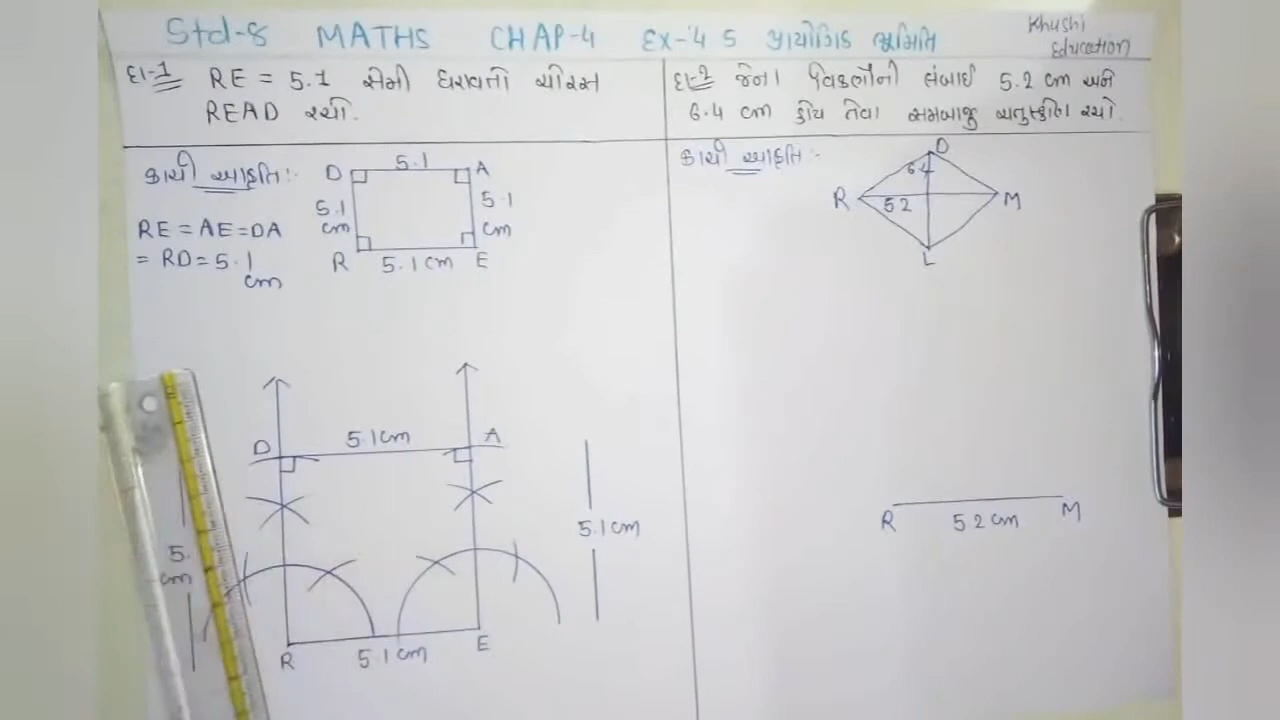 Std-8 MATHS CHAP-4 Ex-4.5 પ્રાયોગિક ભૂમિતિ
Khushi
Education
દા-1 RE = 5.1 સેમી ધરાવતો ચોરસ
READ રચો.
દા-2 જેના વિકર્ણોની લંબાઈ 5.2 cm અને
6.4 cm હોય તેવા સમબાજુ ચતુષ્કોણ રચો.
કાચી આકૃતિ:-
D 5.1 A
5.1 cm
5.1 cm
R 5.1 cm E
RE = AE = DA
= RD = 5.1
cm
કાચી આકૃતિ:-
D
6.4
R 5.2 M
L
D 5.1cm A
5.1cm
5.
cm
R 5.1cm E
R 5.2 cm M